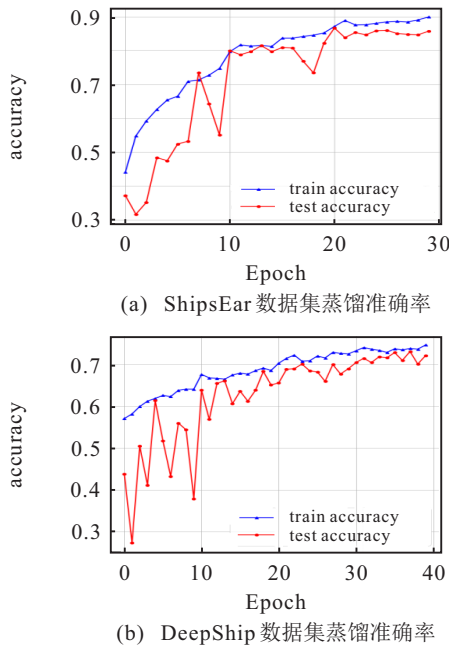 0.9
0.7
0.5
0.3
accuracy
train accuracy
test accuracy
0 10 20 30
Epoch
(a) ShipsEar 数据集蒸馏准确率
0.7
0.6
0.4
0.3
accuracy
train accuracy
test accuracy
0 10 20 30 40
Epoch
(b) DeepShip 数据集蒸馏准确率